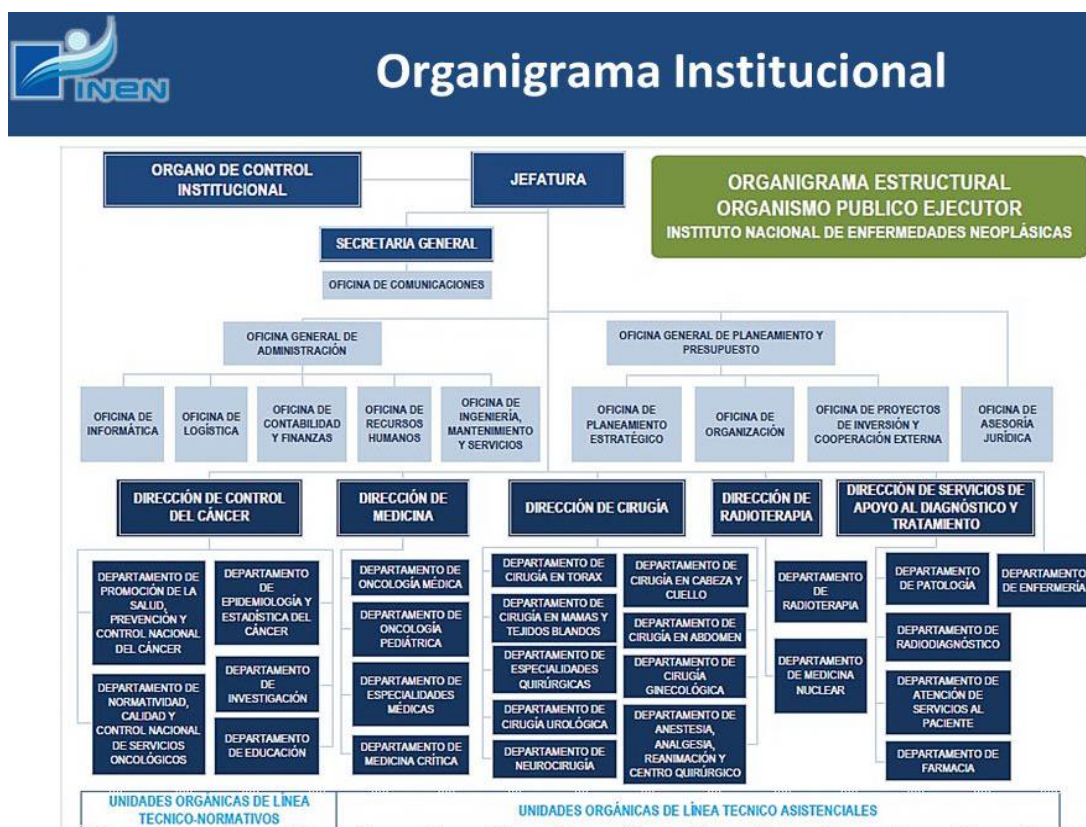 INEN
Organigrama Institucional
ORGANO DE CONTROL
INSTITUCIONAL
JEFATURA
ORGANIGRAMA ESTRUCTURAL
ORGANISMO PUBLICO EJECUTOR
INSTITUTO NACIONAL DE ENFERMEDADES NEOPLÁSICAS
SECRETARIA GENERAL
OFICINA DE COMUNICACIONES
OFICINA GENERAL DE
ADMINISTRACIÓN
OFICINA GENERAL DE PLANEAMIENTO Y
PRESUPUESTO
OFICINA DE
INFORMÁTICA
OFICINA DE
LOGÍSTICA
OFICINA DE
CONTABILIDAD
Y FINANZAS
OFICINA DE
RECURSOS
HUMANOS
OFICINA DE
INGENIERÍA,
MANTENIMIENTO
Y SERVICIOS
OFICINA DE
PLANEAMIENTO
ESTRATÉGICO
OFICINA DE
ORGANIZACIÓN
OFICINA DE PROYECTOS
DE INVERSIÓN Y
COOPERACIÓN EXTERNA
OFICINA DE
ASESORÍA
JURÍDICA
DIRECCIÓN DE CONTROL
DEL CÁNCER
DIRECCIÓN DE
MEDICINA
DIRECCIÓN DE CIRUGÍA
DIRECCIÓN DE
RADIOTERAPIA
DIRECCIÓN DE SERVICIOS DE
APOYO AL DIAGNÓSTICO Y
TRATAMIENTO
DEPARTAMENTO DE
PROMOCIÓN DE LA
SALUD,
PREVENCIÓN Y
CONTROL NACIONAL
DEL CÁNCER
DEPARTAMENTO DE
NORMATIVIDAD,
CALIDAD Y
CONTROL NACIONAL
DE SERVICIOS
ONCOLÓGICOS
DEPARTAMENTO
DE
EPIDEMIOLOGÍA Y
ESTADÍSTICA DEL
CÁNCER
DEPARTAMENTO
DE
INVESTIGACIÓN
DEPARTAMENTO
DE EDUCACIÓN
DEPARTAMENTO DE
ONCOLOGÍA MÉDICA
DEPARTAMENTO
DE
ONCOLOGÍA
PEDIÁTRICA
DEPARTAMENTO DE
ESPECIALIDADES
MÉDICAS
DEPARTAMENTO DE
MEDICINA CRÍTICA
DEPARTAMENTO DE
CIRUGÍA EN TORAX
DEPARTAMENTO DE
CIRUGÍA EN MAMAS Y
TEJIDOS BLANDOS
DEPARTAMENTO DE
ESPECIALIDADES
QUIRÚRGICAS
DEPARTAMENTO DE
CIRUGÍA UROLÓGICA
DEPARTAMENTO DE
NEUROCIRUGÍA
DEPARTAMENTO DE
CIRUGÍA EN CABEZA Y
CUELLO
DEPARTAMENTO DE
CIRUGÍA EN ABDOMEN
DEPARTAMENTO DE
CIRUGÍA
GINECOLÓGICA
DEPARTAMENTO DE
ANESTESIA,
ANALGESIA,
REANIMACIÓN Y
CENTRO QUIRÚRGICO
DEPARTAMENTO
DE
RADIOTERAPIA
DEPARTAMENTO
DE MEDICINA
NUCLEAR
DEPARTAMENTO
DE PATOLOGÍA
DEPARTAMENTO DE
RADIODIAGNÓSTICO
DEPARTAMENTO DE
ATENCIÓN DE
SERVICIOS AL
PACIENTE
DEPARTAMENTO DE
FARMACIA
DEPARTAMENTO
DE ENFERMERÍA
UNIDADES ORGÁNICAS DE LÍNEA
TECNICO-NORMATIVOS
UNIDADES ORGÁNICAS DE LÍNEA TECNICO ASISTENCIALES